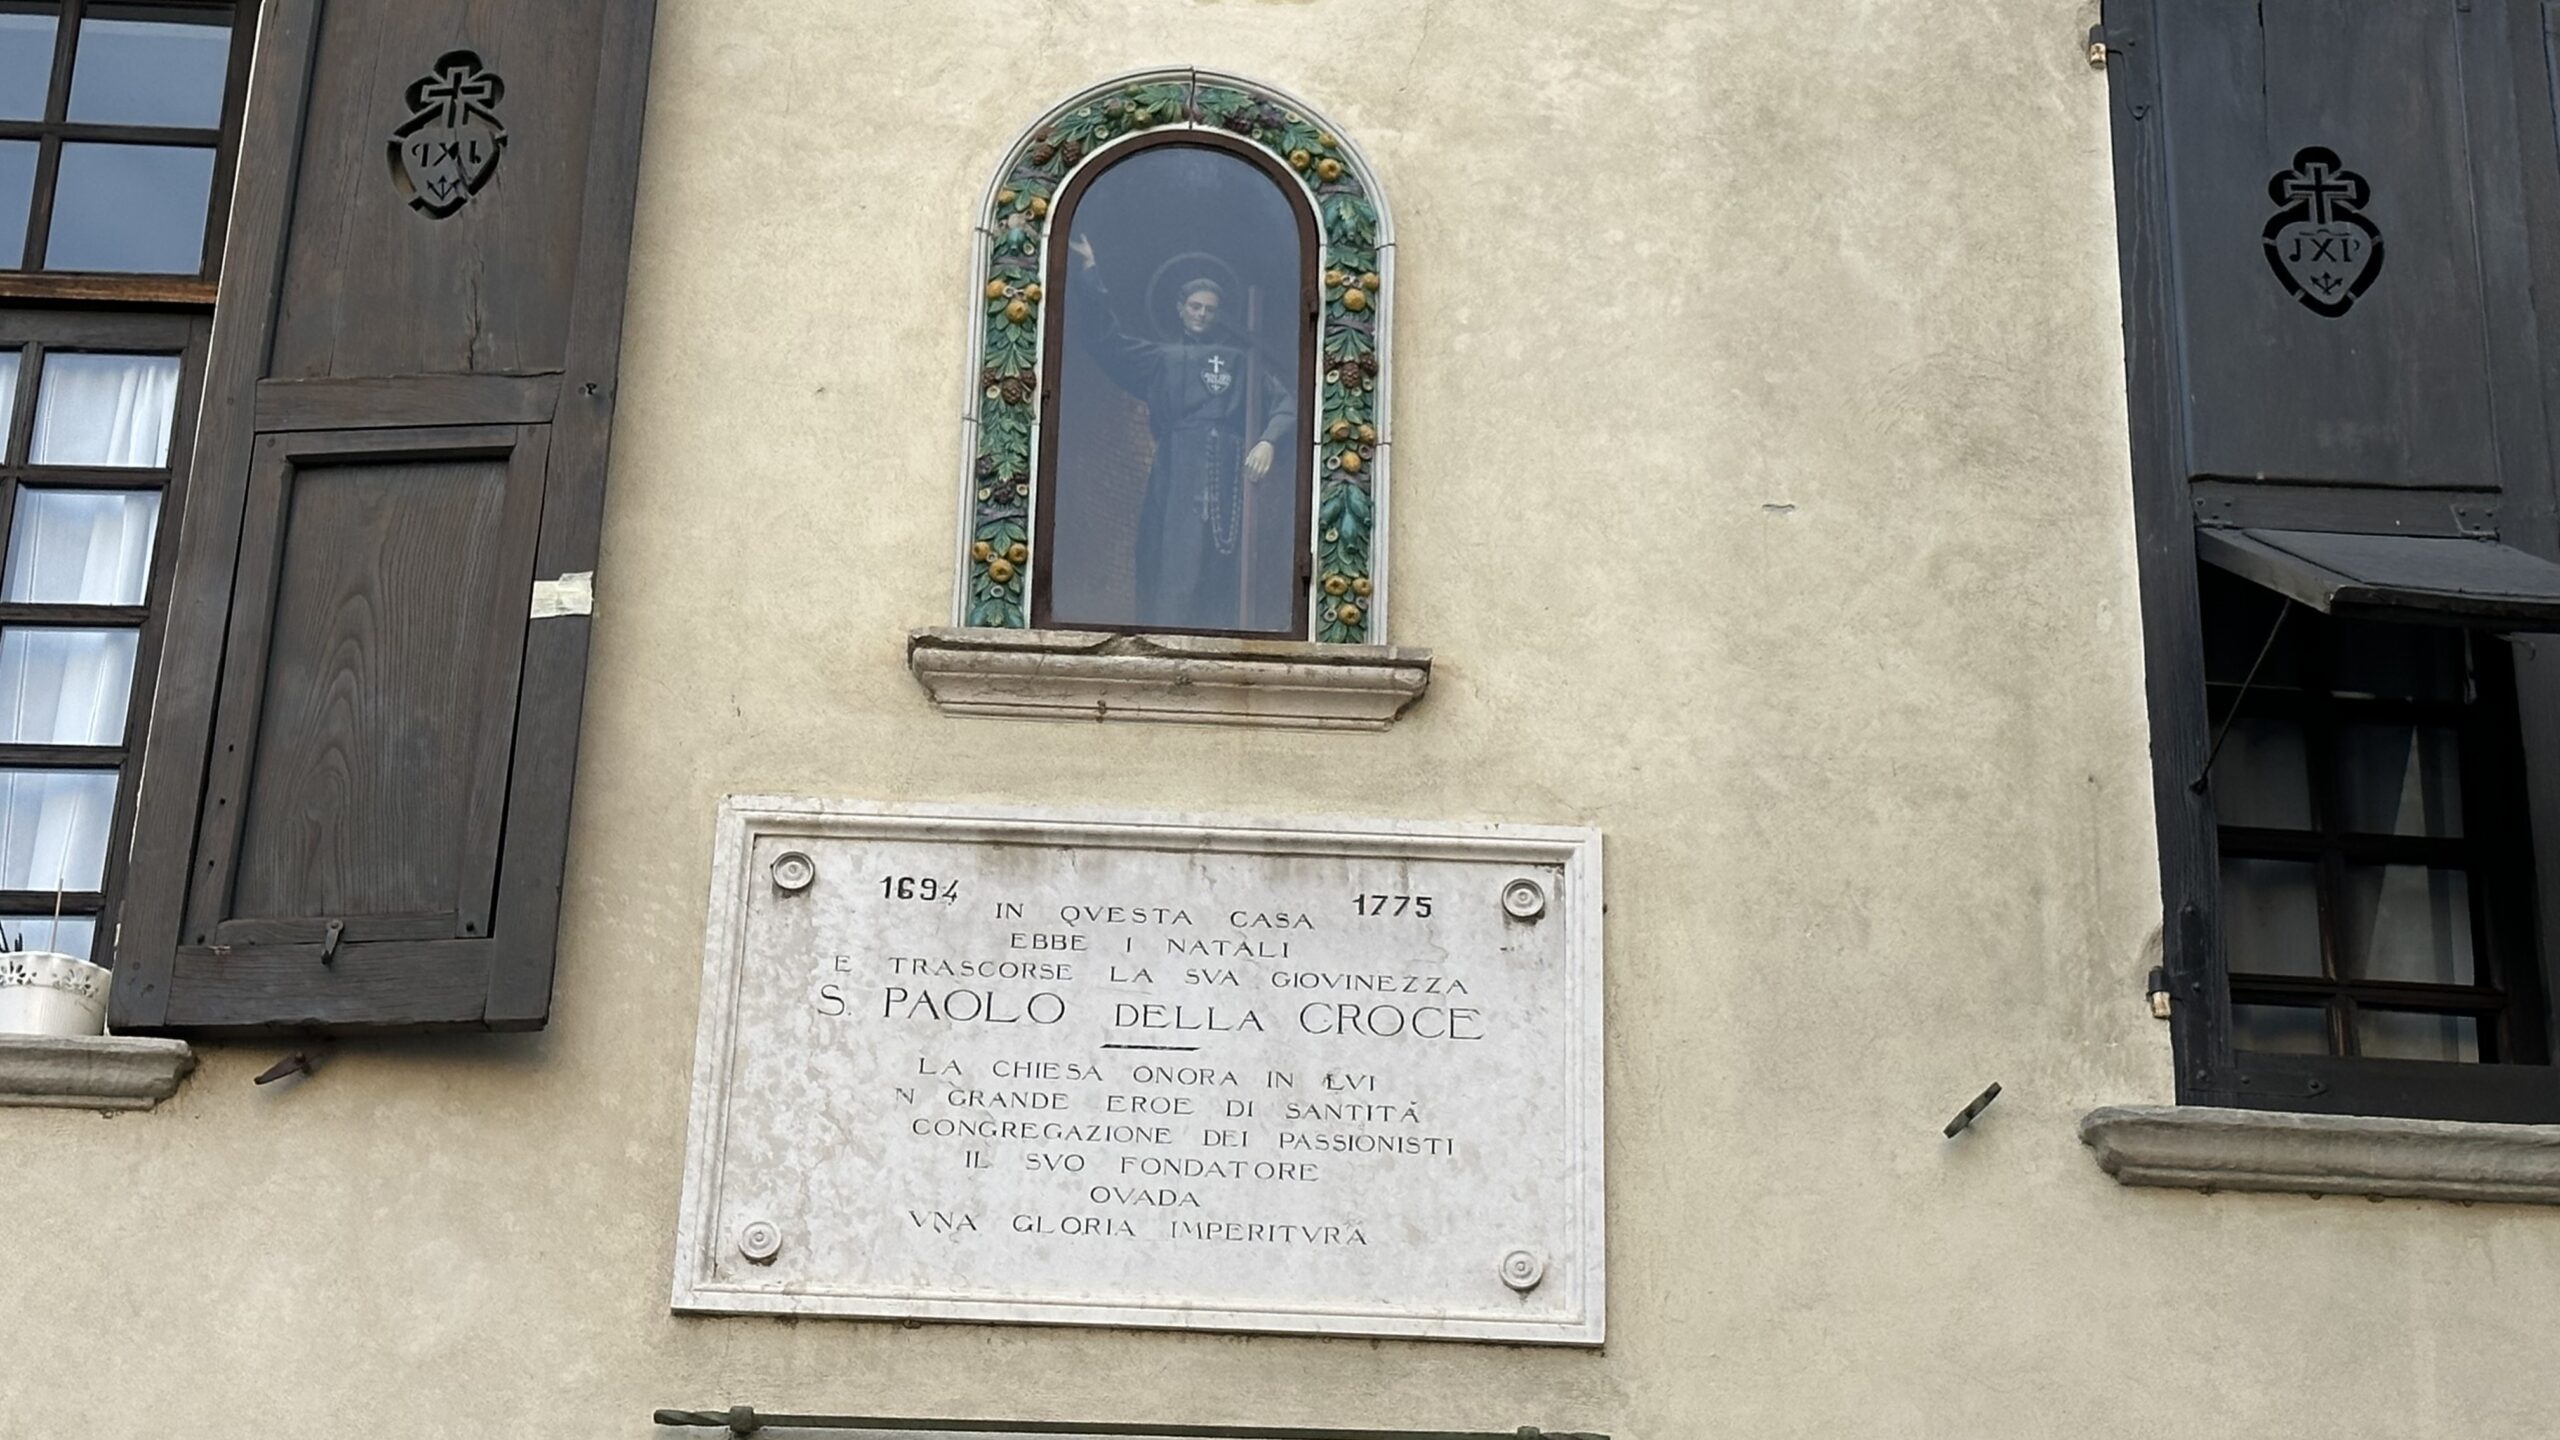 JXP
JXP
1694 1775
IN QVESTA CASA
EBBE I NATALI
E TRASCORSE LA SVA GIOVINEZZA
S. PAOLO DELLA CROCE
LA CHIESA ONORA IN LVI
N GRANDE EROE DI SANTITÀ
CONGREGAZIONE DEI PASSIONISTI
IL SVO FONDATORE
OVADA
VNA GLORIA IMPERITVRA